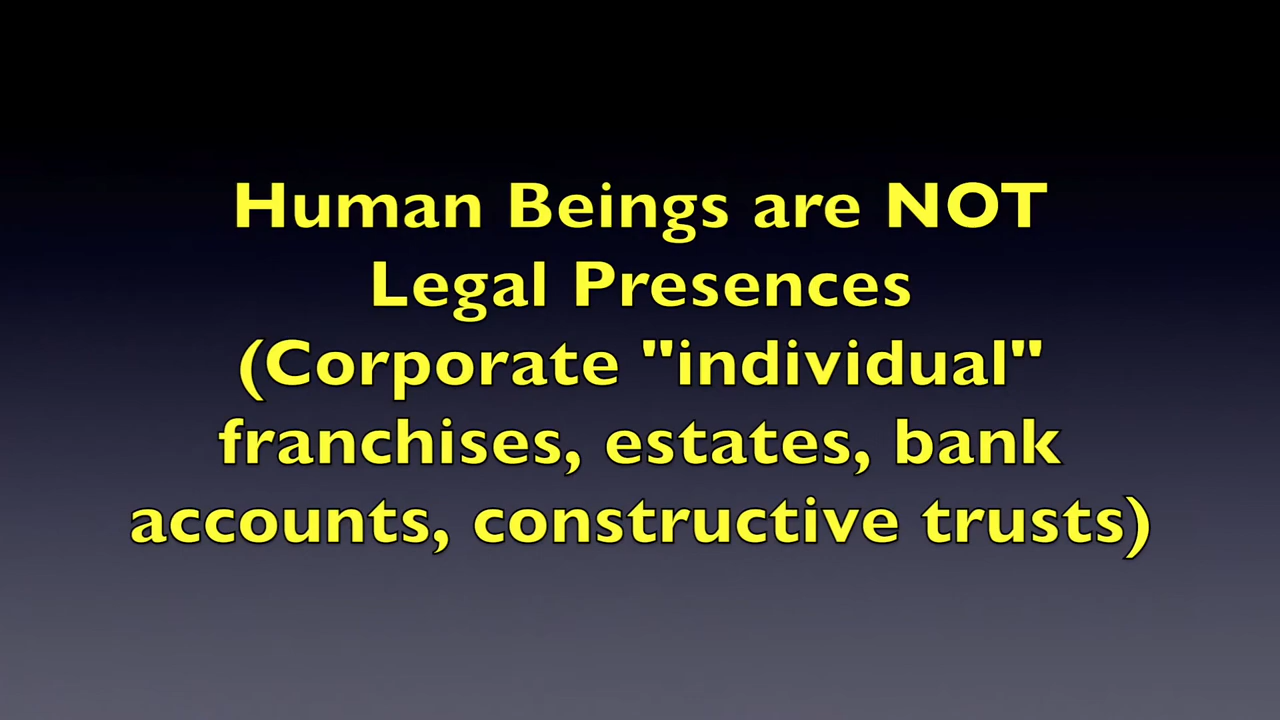 Human Beings are NOT
Legal Presences
(Corporate "individual"
franchises, estates, bank
accounts, constructive trusts)